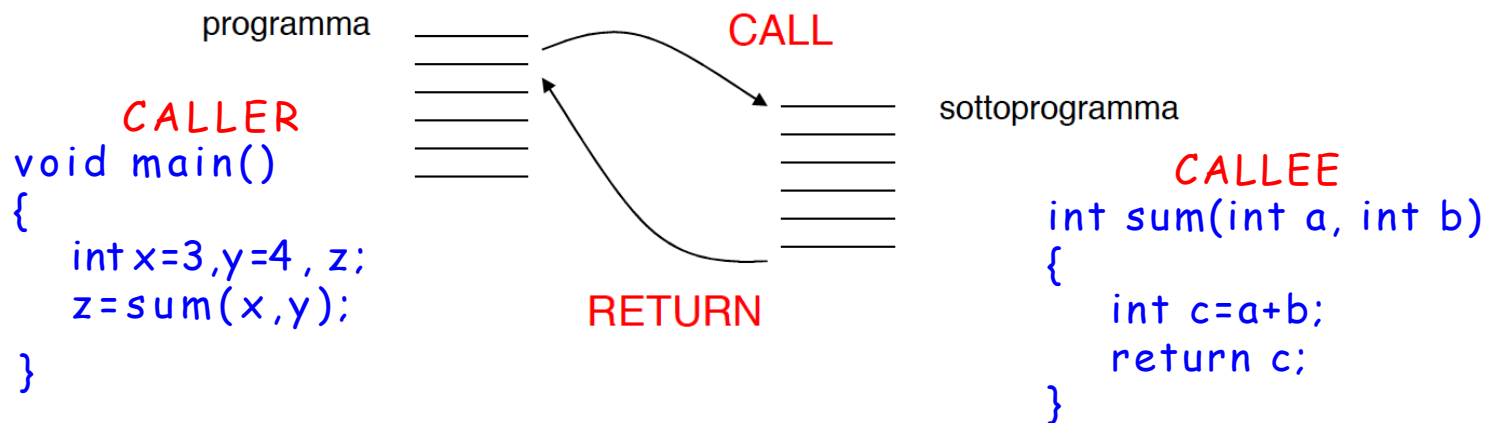 programma
CALL
CALLER
void main()
{
int x=3,y=4, z;
z=sum(x,y);
}
RETURN
sottoprogramma
CALLEE
int sum(int a, int b)
{
int c=a+b;
return c;
}